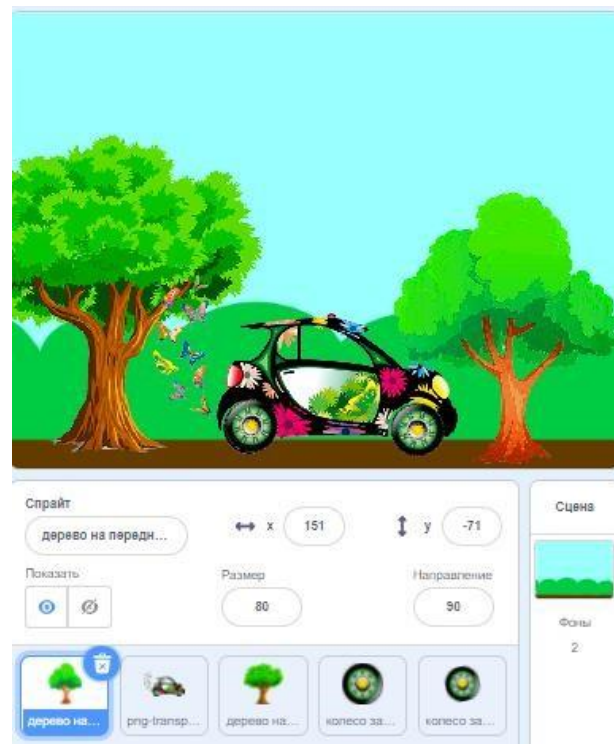 Спрайт
дерево на передн...
x 151
y -71
Показать
Размер
80
Направление
90
Сцена
Фоны
2
дерево на...
png-transp...
дерево на...
колесо за...
колесо за...